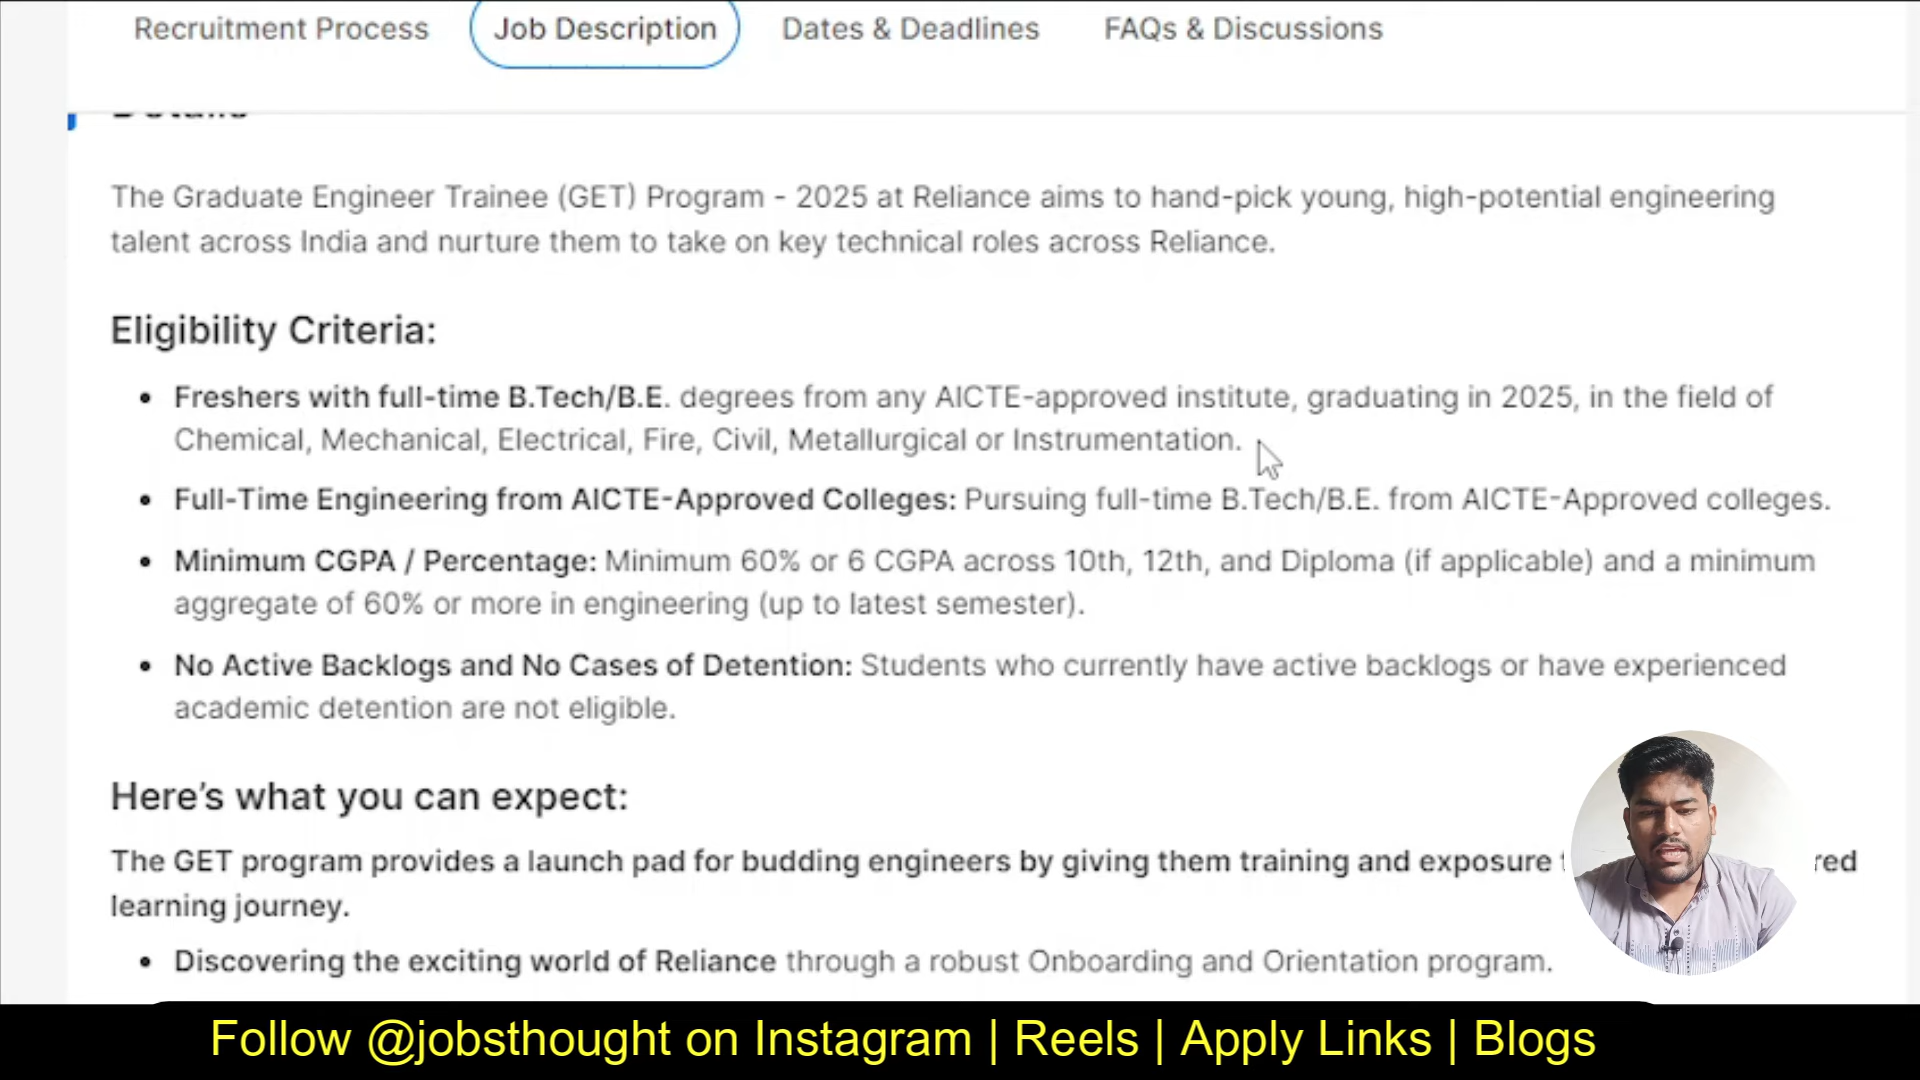 Recruitment Process Job Description Dates & Deadlines FAQs & Discussions
Details
The Graduate Engineer Trainee (GET) Program - 2025 at Reliance aims to hand-pick young, high-potential engineering
talent across India and nurture them to take on key technical roles across Reliance.
Eligibility Criteria:
• Freshers with full-time B.Tech/B.E. degrees from any AICTE-approved institute, graduating in 2025, in the field of
Chemical, Mechanical, Electrical, Fire, Civil, Metallurgical or Instrumentation.
• Full-Time Engineering from AICTE-Approved Colleges: Pursuing full-time B.Tech/B.E. from AICTE-Approved colleges.
• Minimum CGPA / Percentage: Minimum 60% or 6 CGPA across 10th, 12th, and Diploma (if applicable) and a minimum
aggregate of 60% or more in engineering (up to latest semester).
• No Active Backlogs and No Cases of Detention: Students who currently have active backlogs or have experienced
academic detention are not eligible.
Here's what you can expect:
The GET program provides a launch pad for budding engineers by giving them training and exposure
learning journey.
• Discovering the exciting world of Reliance through a robust Onboarding and Orientation program.
Follow @jobsthought on Instagram | Reels | Apply Links | Blogs